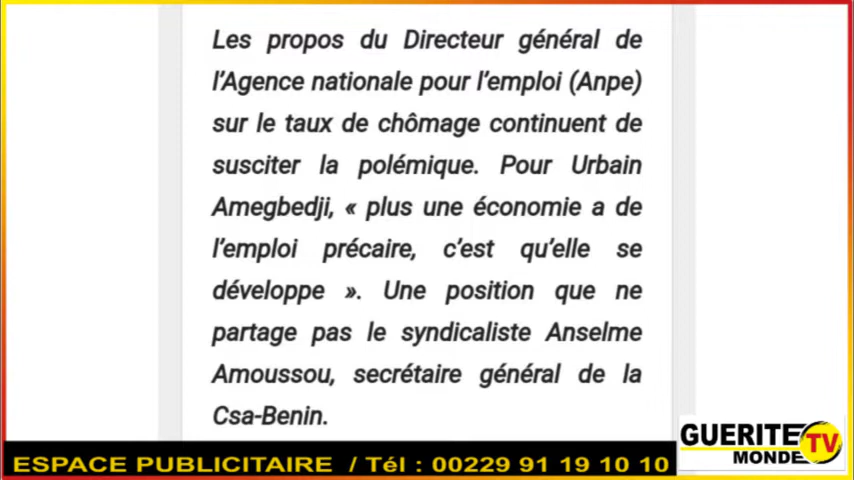 Les propos du Directeur général de
l'Agence nationale pour l'emploi (Anpe)
sur le taux de chômage continuent de
susciter la polémique. Pour Urbain
Amegbedji, « plus une économie a de
l'emploi précaire, c'est qu'elle se
développe ». Une position que ne
partage pas le syndicaliste Anselme
Amoussou, secrétaire général de la
Csa-Benin.
ESPACE PUBLICITAIRE / Tél : 00229 91 19 10 10
GUERITE TV
MONDE